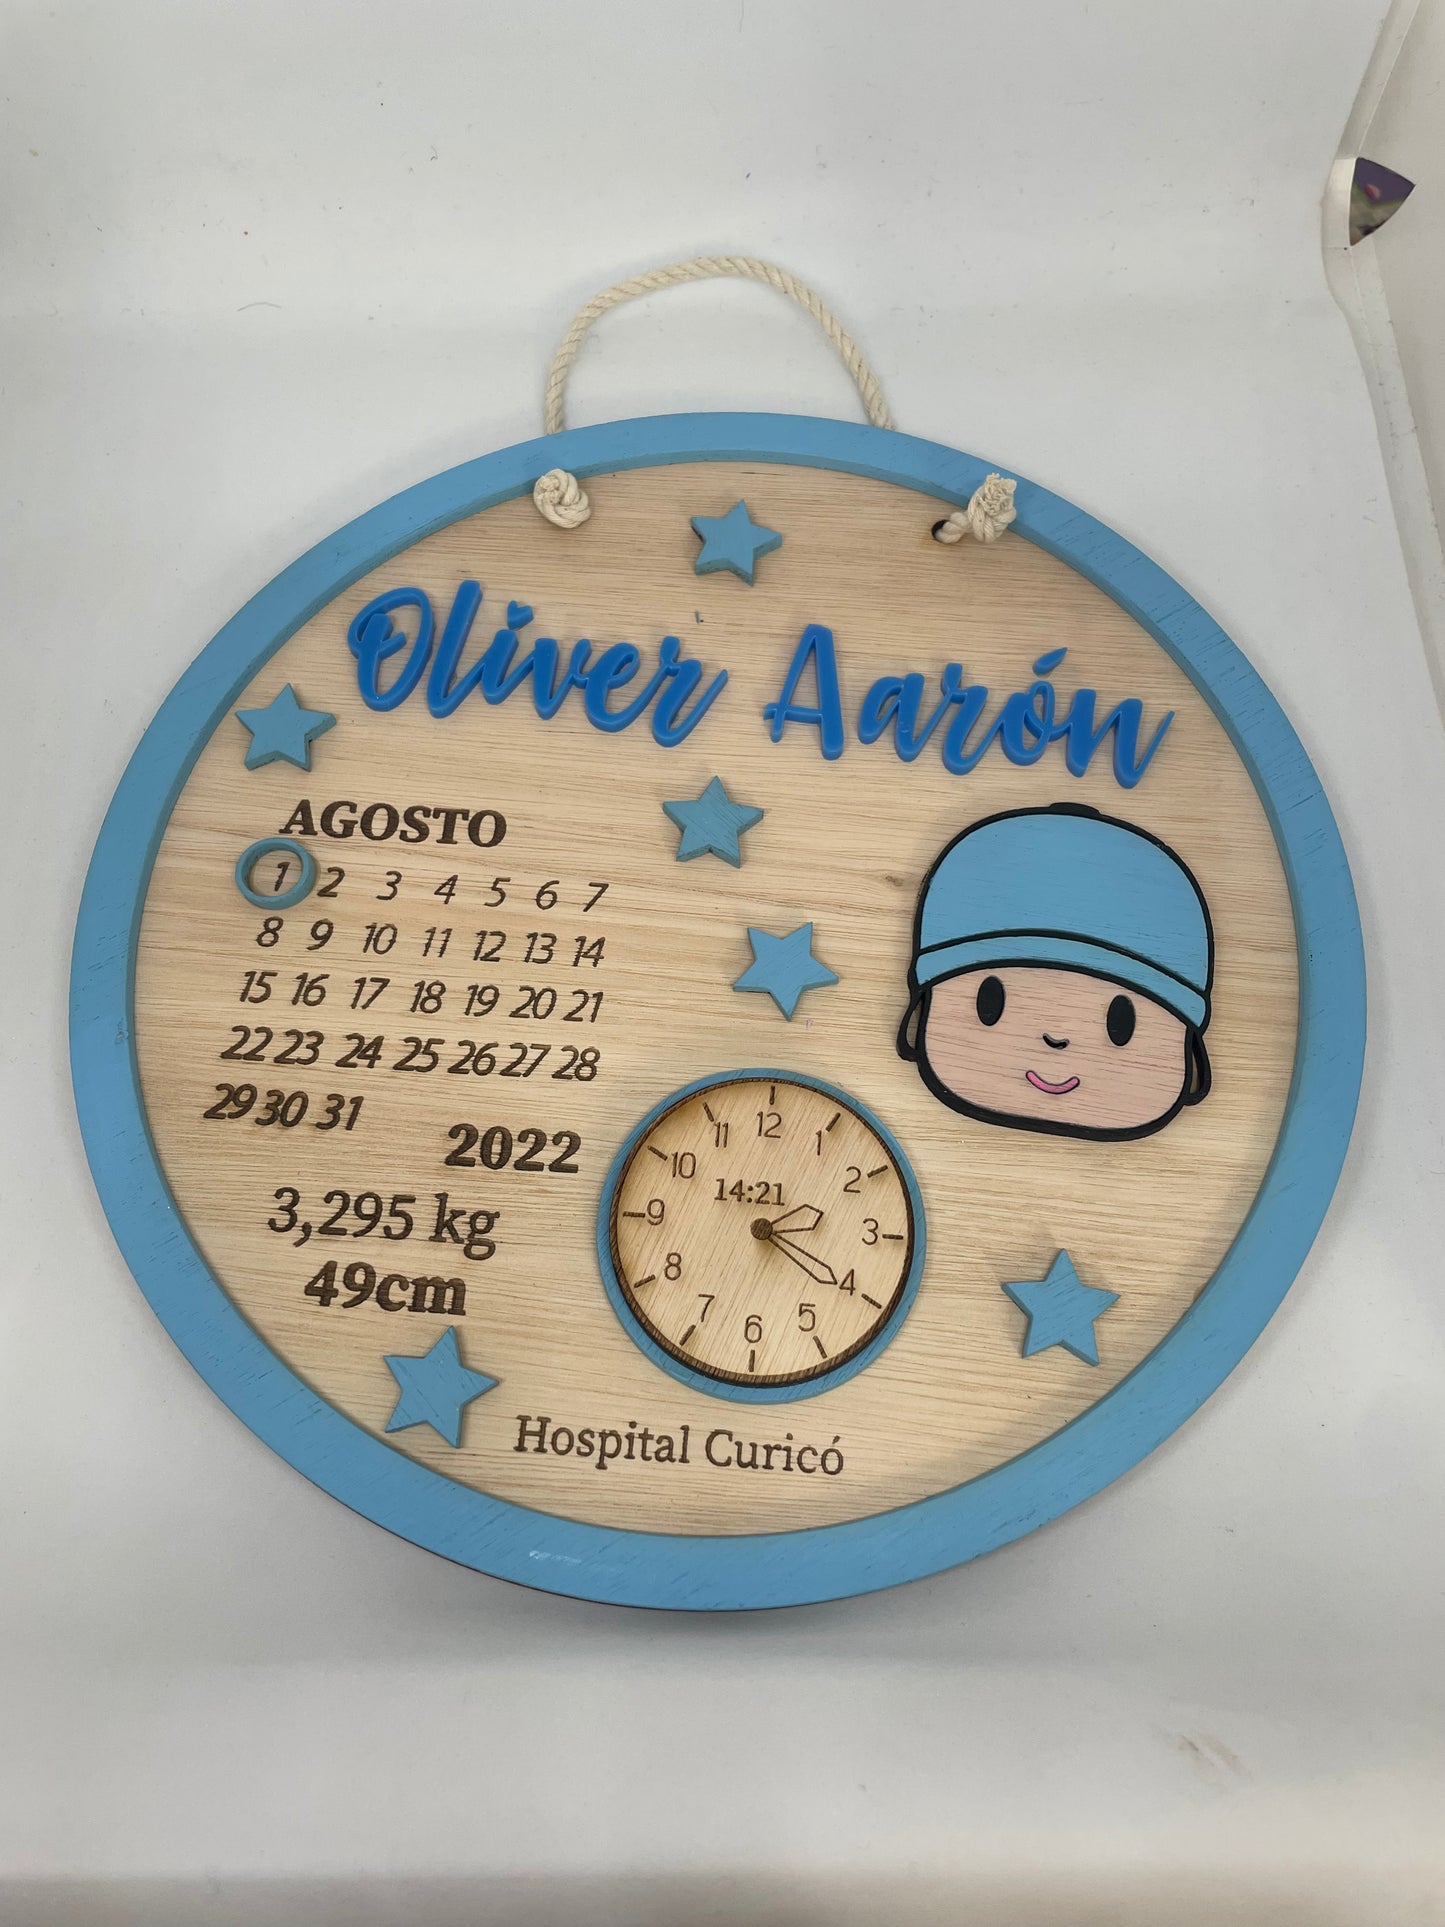 Oliver Aarón
AGOSTO
1 2 3 4 5 6 7
8 9 10 11 12 13 14
15 16 17 18 19 20 21
22 23 24 25 26 27 28
29 30 31
2022
3,295 kg
49cm
12
11 1
10 2
14:21
9 3
8 4
7 5
6
Hospital Curicó